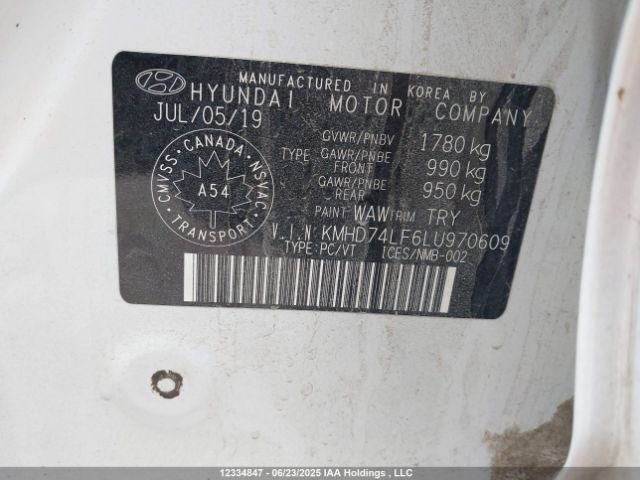 MANUFACTURED IN KOREA BY
HYUNDAI MOTOR COMPANY
JUL/05/19
GVWR/PNBV 1780 kg
TYPE GAWR/PNBE FRONT 990 kg
GAWR/PNBE REAR 950 kg
CANADA
CMVSS NSVAC
A54
PAINT WAW TRIM TRY
V.I.N KMHD74LF6LU970609
TYPE:PC/VT ICES/NMB-002
12334847 - 06/23/2025 IAA Holdings , LLC